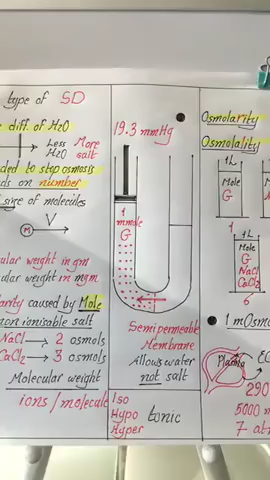 type of SD
diff. of H2O
Less More
H2O salt
ded to stop osmosis
ds on number
size of molecules
V
M
ular weight in gm
ular weight in mgm
arity caused by Mole
non ionisable salt
NaCl → 2 osmols
CaCl2 → 3 osmols
Molecular weight
ions / molecule
19.3 mmHg
1
mmole
G
Semipermeable
Membrane
Allows water
not salt
Iso
Hypo tonic
Hyper
Osmolarity
Osmolality
1L
Mole
G
1L
1 Mole
G
NaCl
CaCl2
6
1 mOsm
Plasma
EC
290
5000 m
7 at